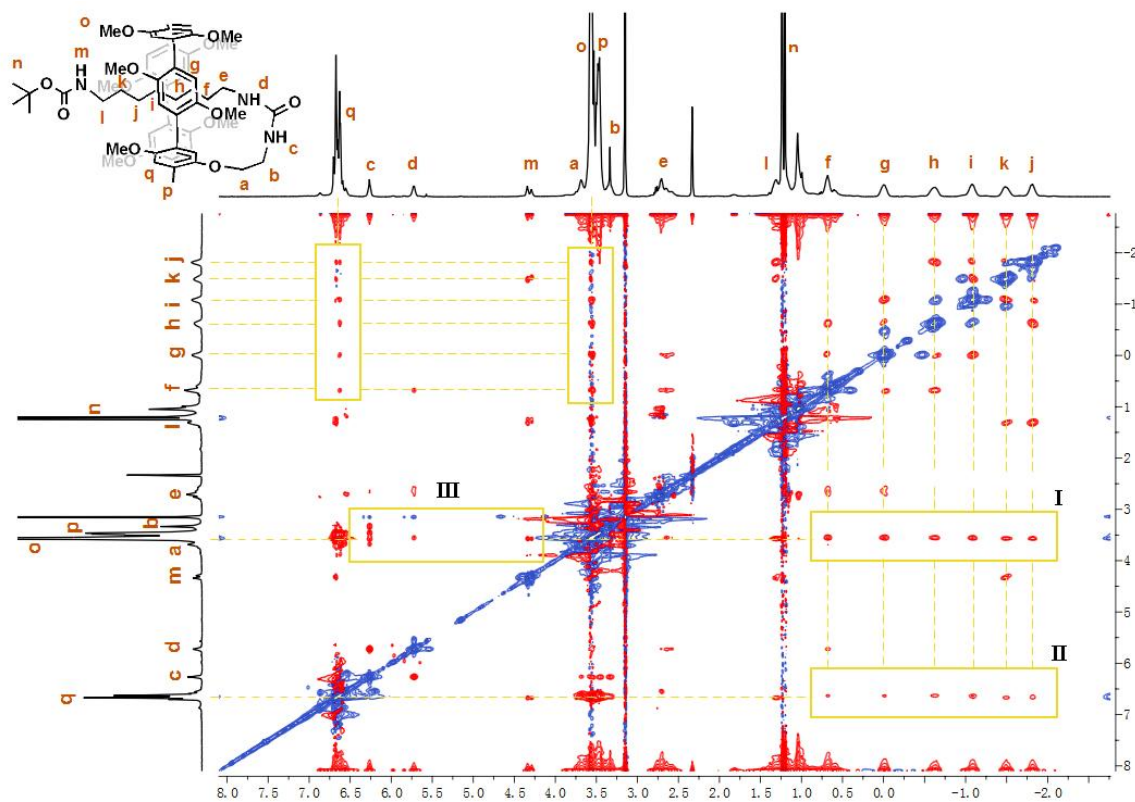 o MeO OMe
MeO OMe
m OMe
n H N g
MeO e
O k h f d
O i NH
l j OMe O
NH
OMe c
MeO
MeO O b
q a
p
o p n
q b
c d m a e l f g h i k j
j
k
i
h
g
f
n
l
e
b
p
a
o
m
d
c
q
I
II
III
-2
-1
0
1
2
3
4
5
6
7
8
8.0 7.0 6.5 6.0 5.5 5.0 4.5 4.0 3.5 3.0 2.5 2.0 1.5 1.0 0.5 0.0 -1.0 -2.0